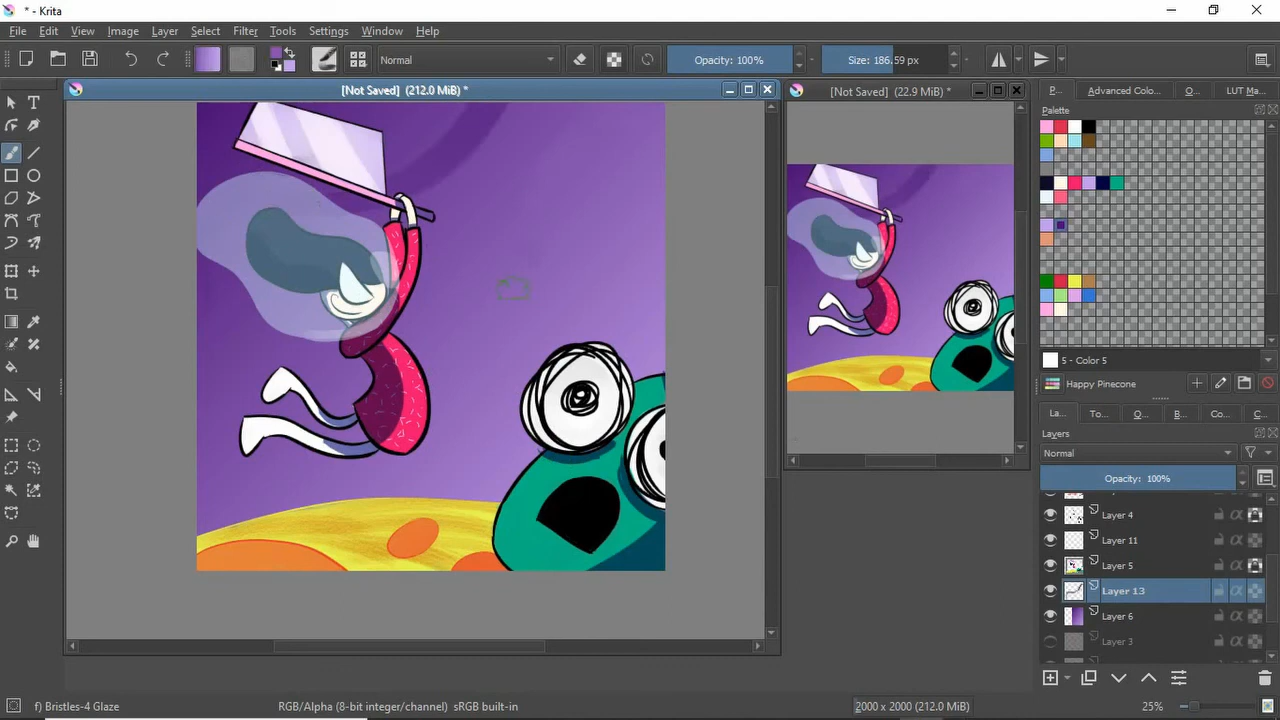 * - Krita
File Edit View Image Layer Select Filter Tools Settings Window Help
Normal Opacity: 100% Size: 186.59 px
[Not Saved] (212.0 MiB) * [Not Saved] (22.9 MiB) *
P... Advanced Colo... O... LUT Ma...
Palette
5 - Color 5
Happy Pinecone
La... To... O... B... Co... C...
Layers
Normal
Opacity: 100%
Layer 4
Layer 11
Layer 5
Layer 13
Layer 6
Layer 3
f) Bristles-4 Glaze RGB/Alpha (8-bit integer/channel) sRGB built-in 2000 x 2000 (212.0 MiB) 25%